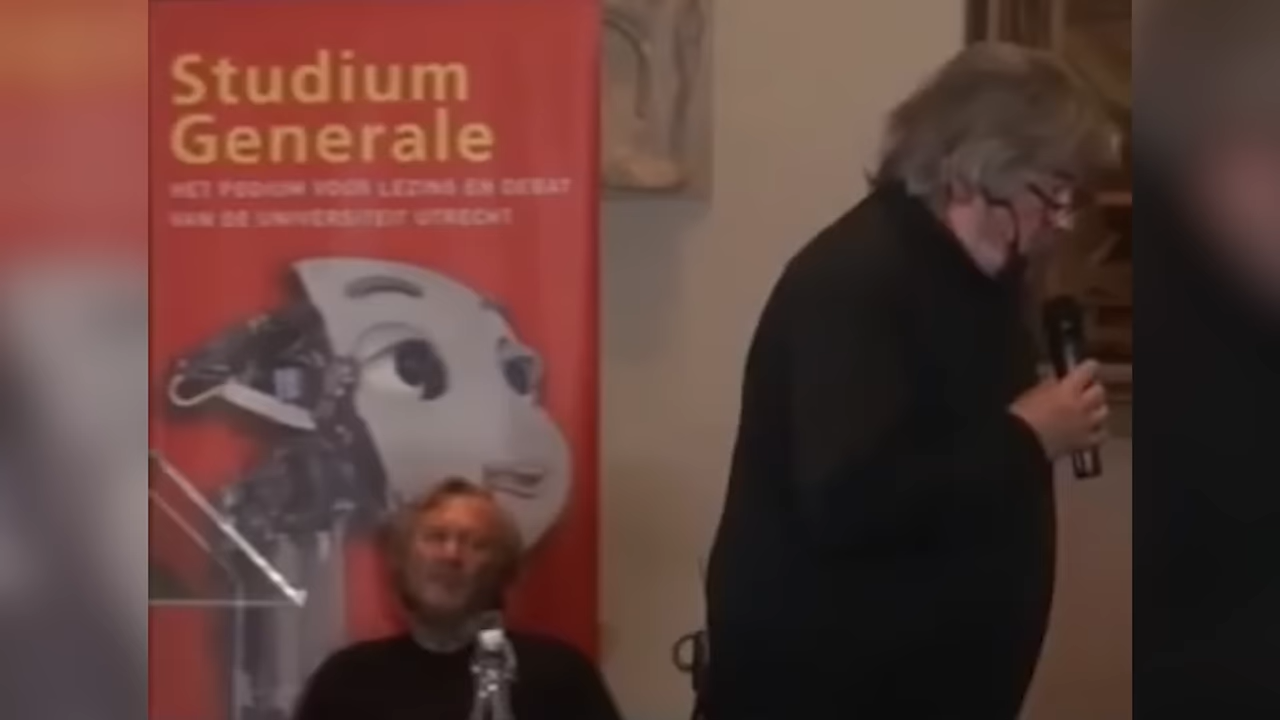 Studium
Generale
HET PODIUM VOOR LEZING EN DEBAT
VAN DE UNIVERSITEIT UTRECHT